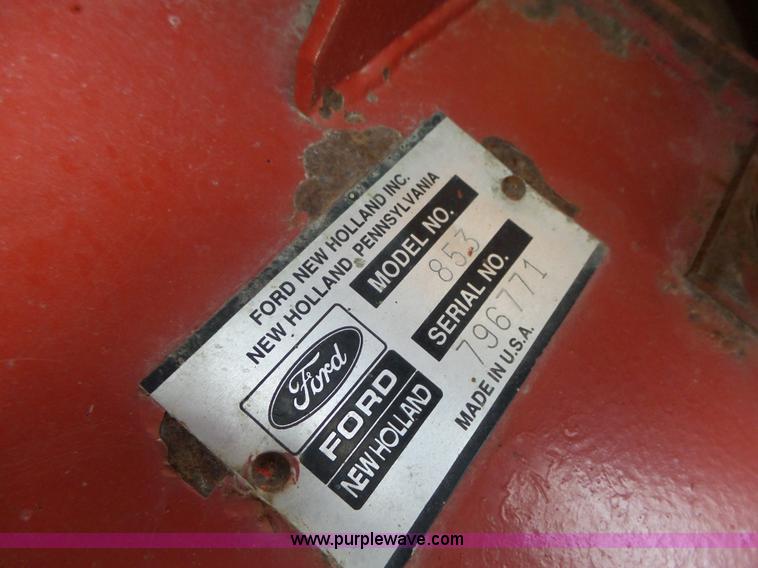 FORD NEW HOLLAND INC.
NEW HOLLAND, PENNSYLVANIA
MODEL NO.
853
SERIAL NO.
796771
MADE IN U.S.A.
Ford
FORD
NEW HOLLAND
www.purplewave.com